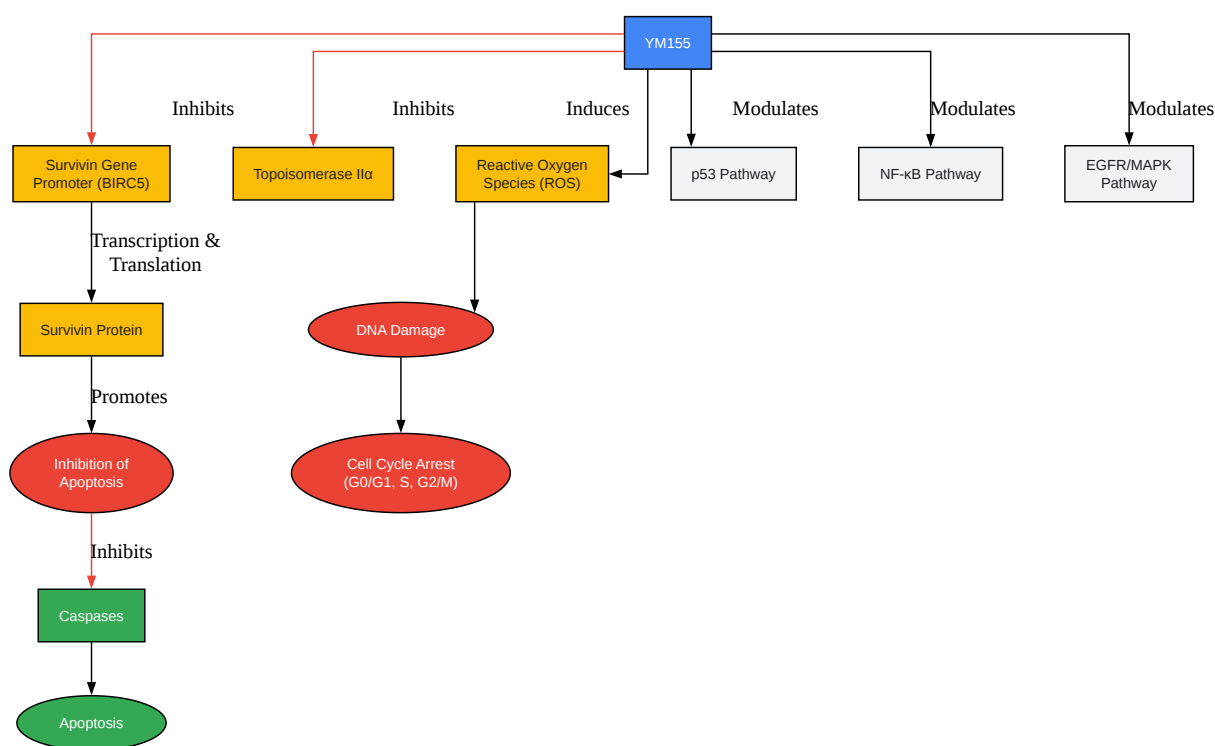 YM155
Inhibits
Inhibits
Induces
Modulates
Modulates
Modulates
Survivin Gene
Promoter (BIRC5)
Topoisomerase IIα
Reactive Oxygen
Species (ROS)
p53 Pathway
NF-κB Pathway
EGFR/MAPK
Pathway
Transcription &
Translation
Survivin Protein
DNA Damage
Promotes
Inhibition of
Apoptosis
Cell Cycle Arrest
(G0/G1, S, G2/M)
Inhibits
Caspases
Apoptosis